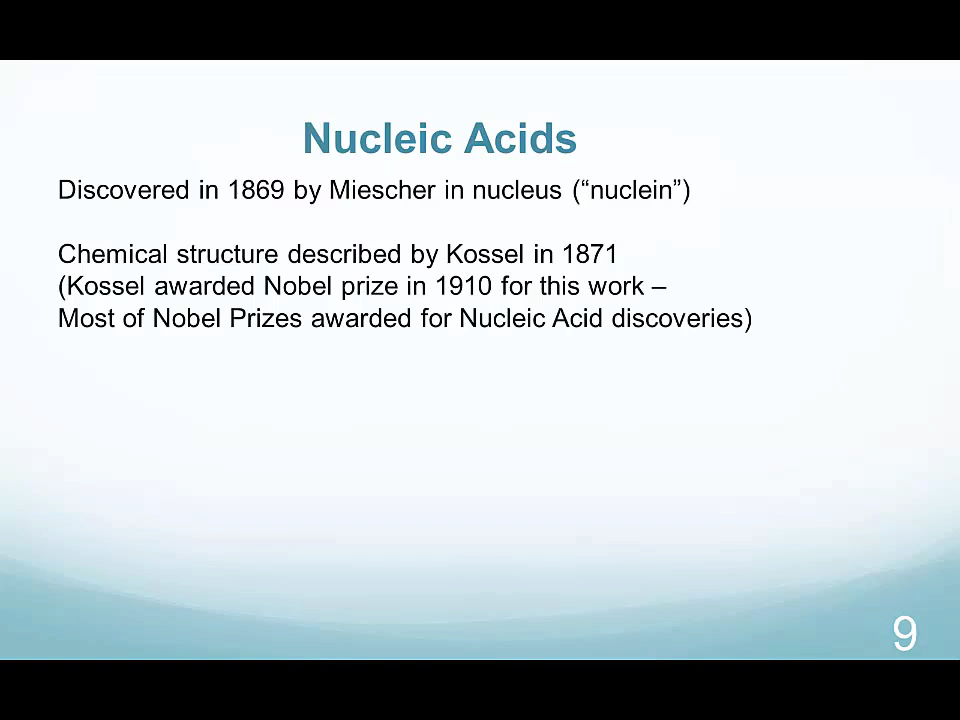 Nucleic Acids
Discovered in 1869 by Miescher in nucleus (“nuclein”)
Chemical structure described by Kossel in 1871
(Kossel awarded Nobel prize in 1910 for this work –
Most of Nobel Prizes awarded for Nucleic Acid discoveries)
9